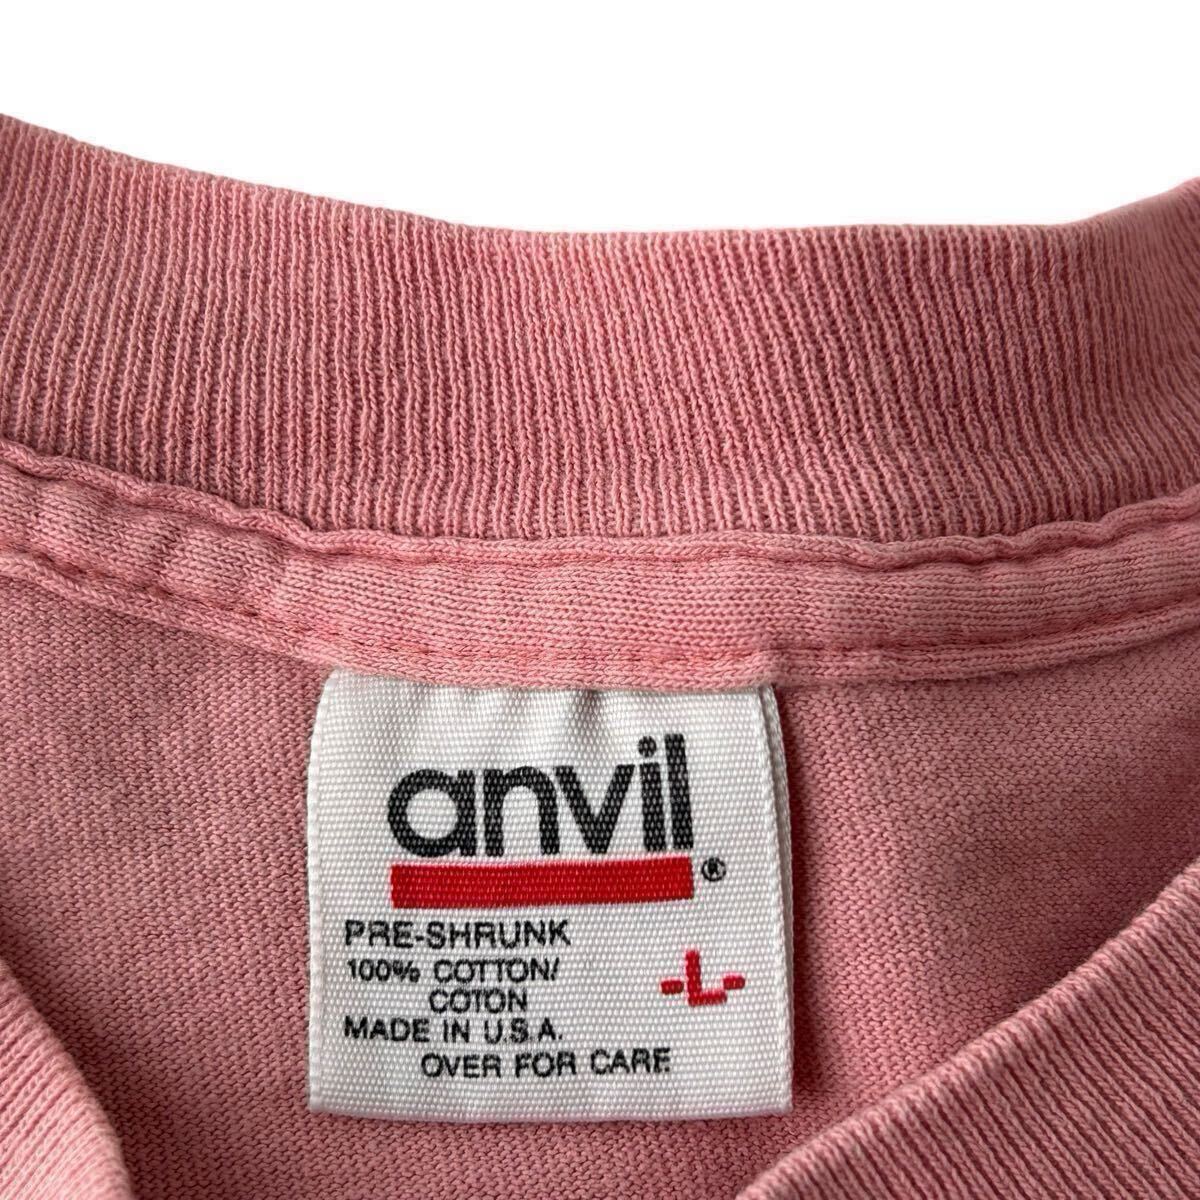 anvil®
PRE-SHRUNK
100% COTTON/
COTON
-L-
MADE IN U.S.A.
OVER FOR CARE